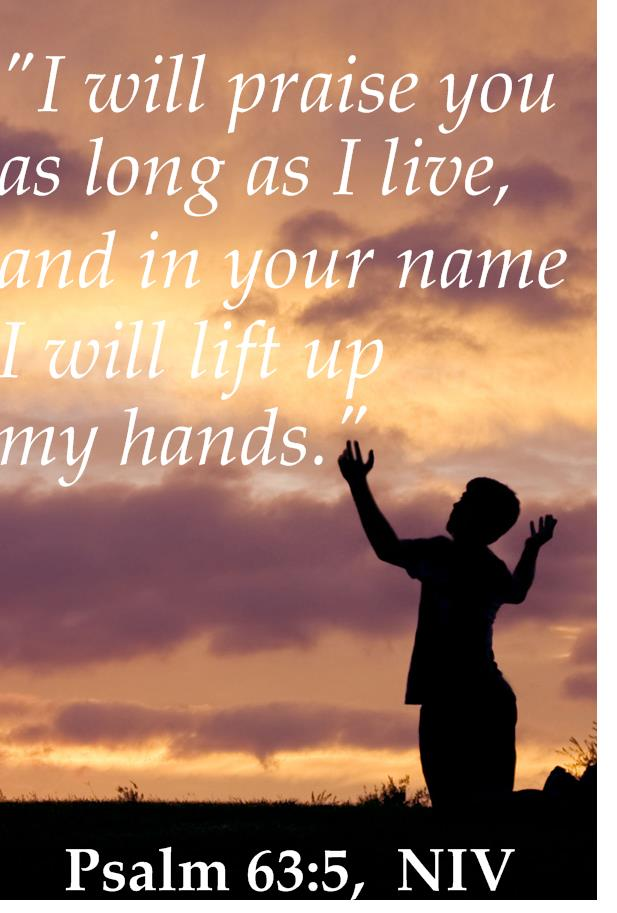 "I will praise you
as long as I live,
and in your name
I will lift up
my hands."
Psalm 63:5, NIV